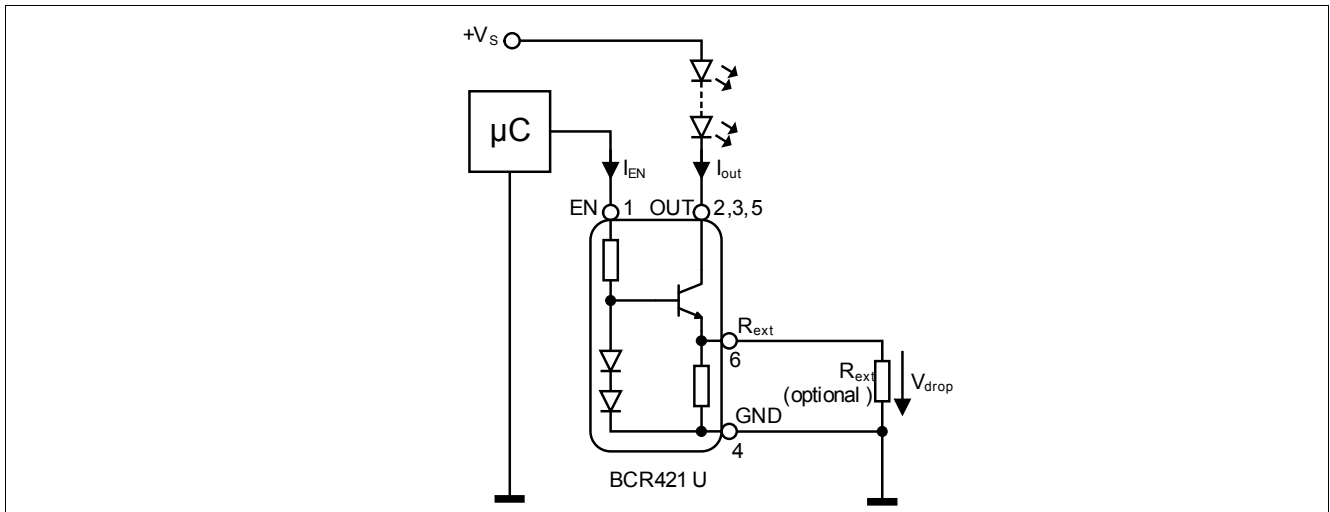 +VS
µC
IEN
Iout
EN 1 OUT 2,3,5
Rext
6
Rext
(optional)
Vdrop
GND
4
BCR421 U